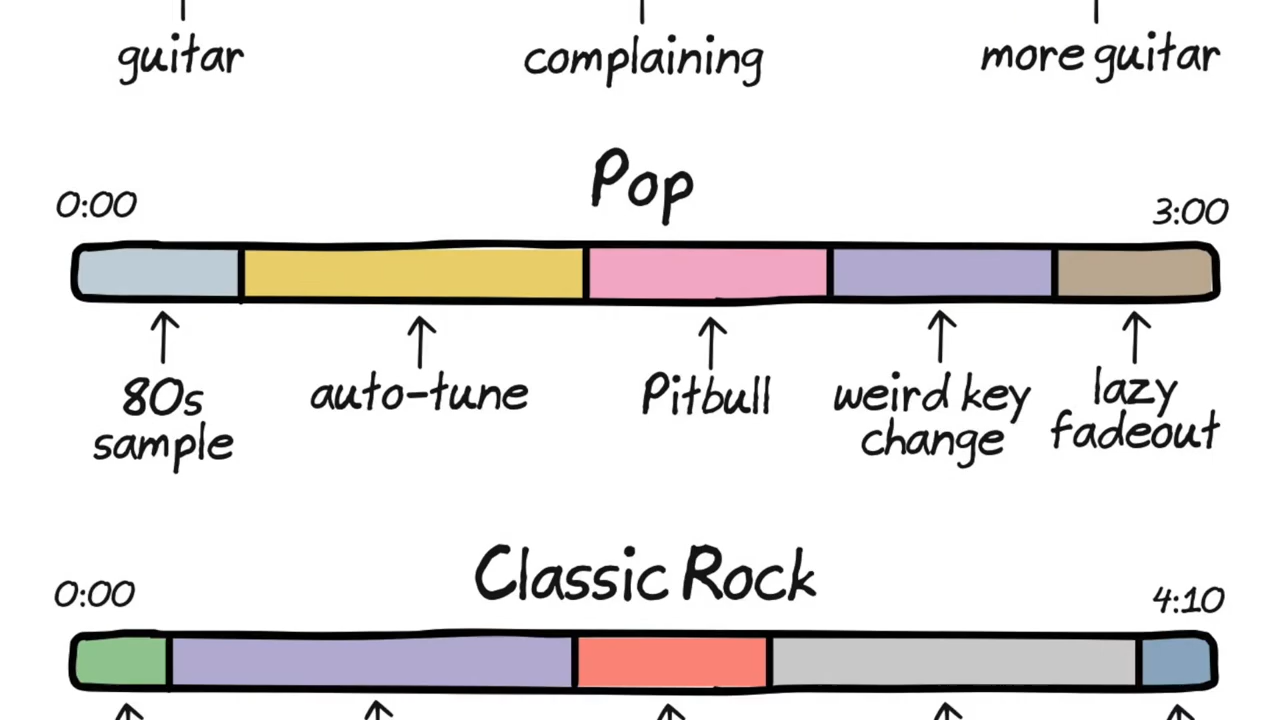 guitar complaining more guitar
Pop
0:00 3:00
80s sample
auto-tune
Pitbull
weird key change
lazy fadeout
Classic Rock
0:00 4:10